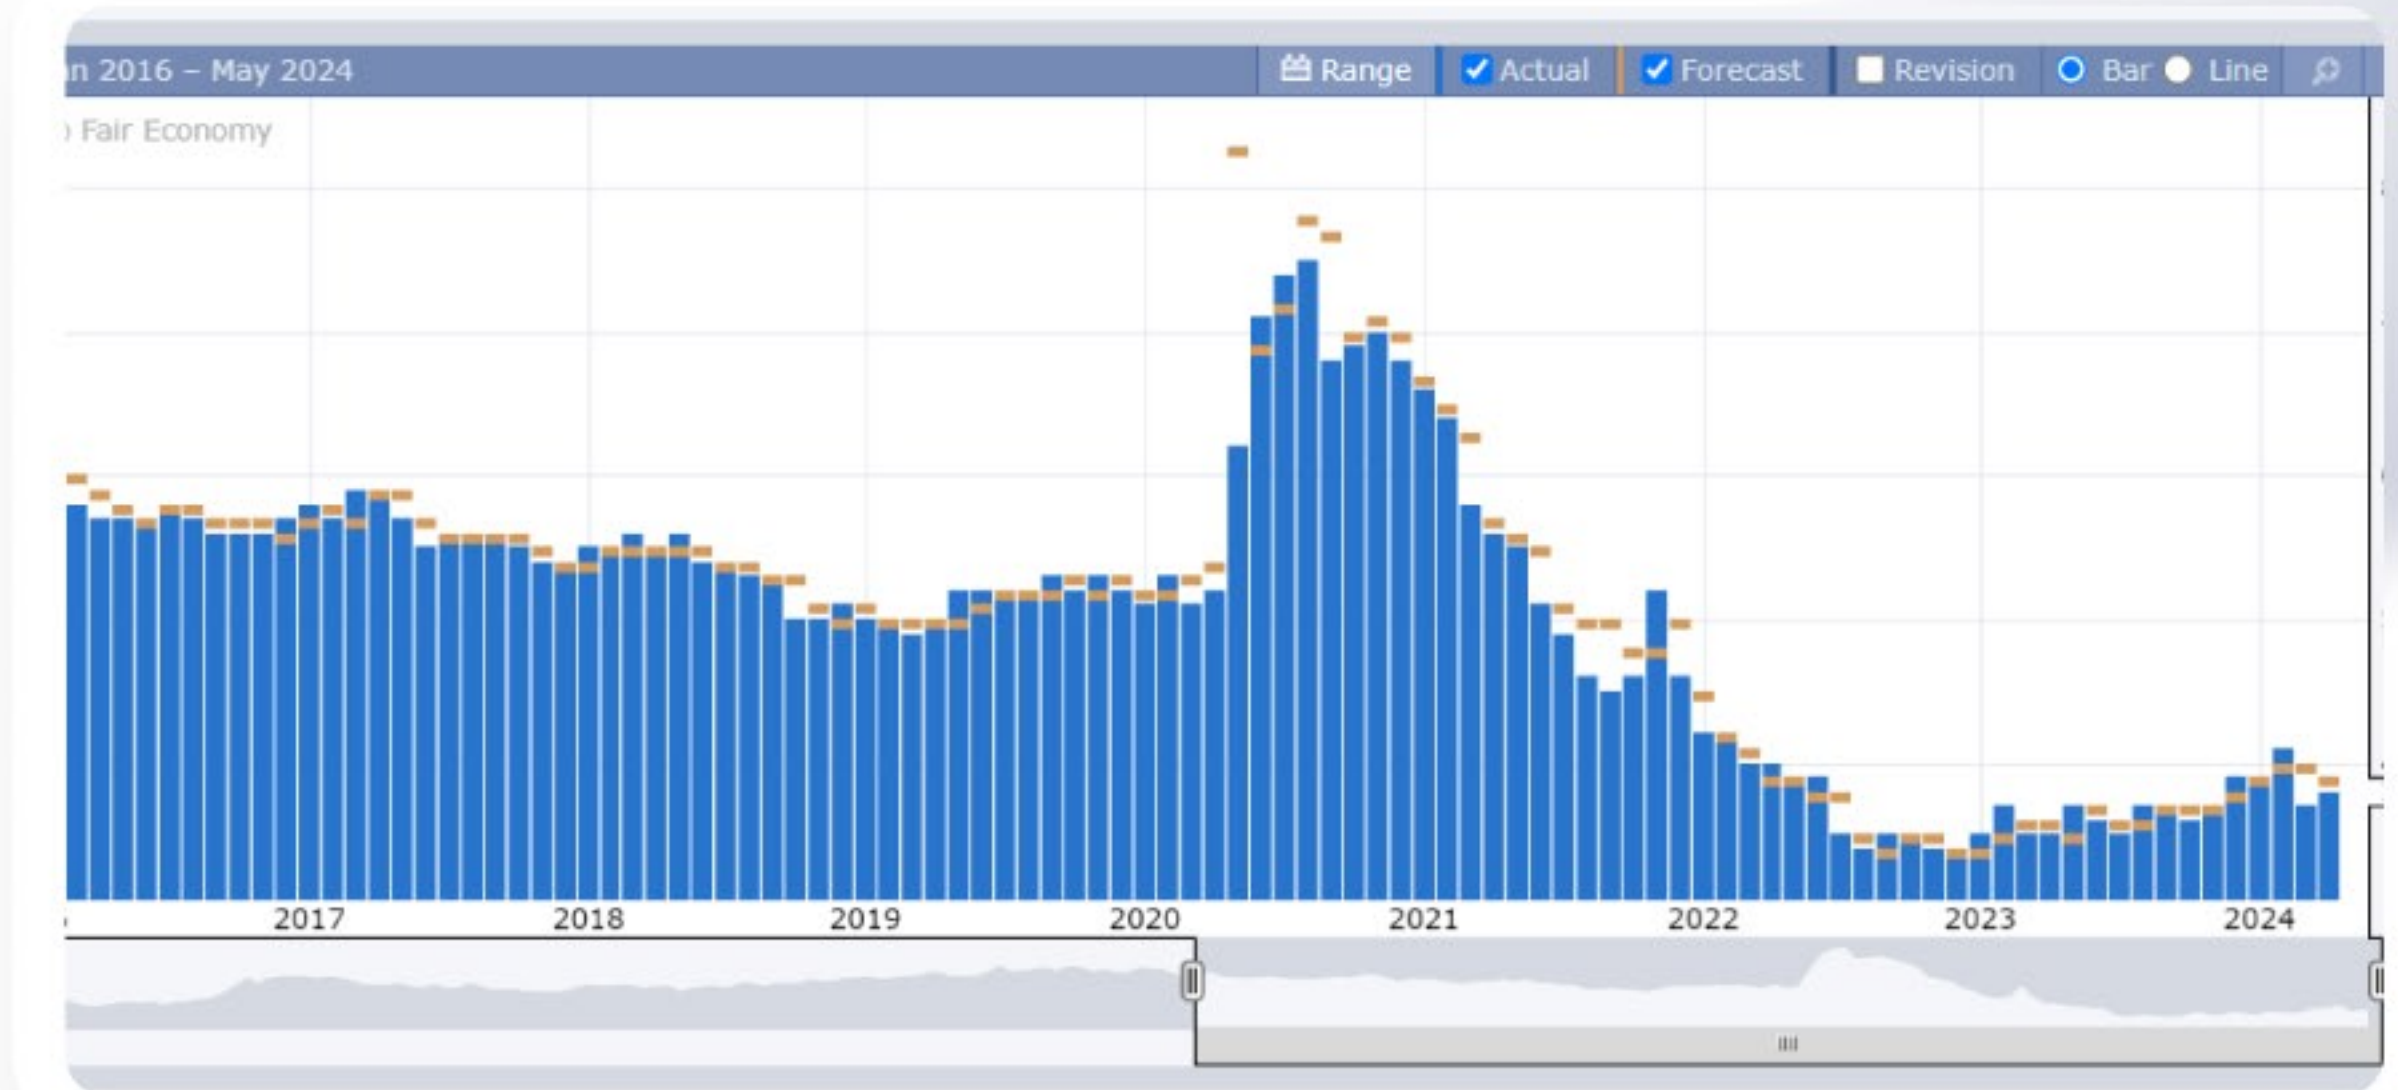 n 2016 – May 2024 Range Actual Forecast Revision Bar Line
Fair Economy
2017 2018 2019 2020 2021 2022 2023 2024